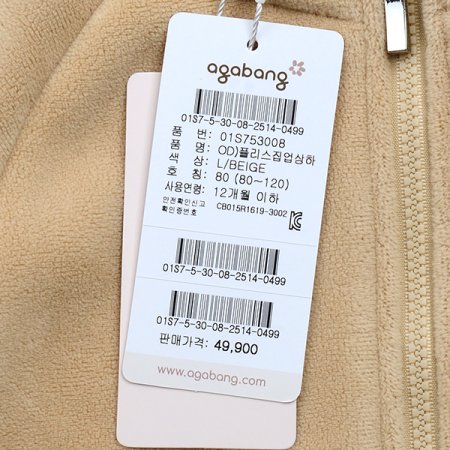 agabang
01S7-5-30-08-2514-0499
품 번: 01S753008
품 명: OD)플리스집업상하
색 상: L/BEIGE
호 칭: 80 (80~120)
사용연령: 12개월 이하
안전확인신고
확인증번호 CB015R1619-3002
01S7-5-30-08-2514-0499
01S7-5-30-08-2514-0499
판매가격: 49,900
www.agabang.com